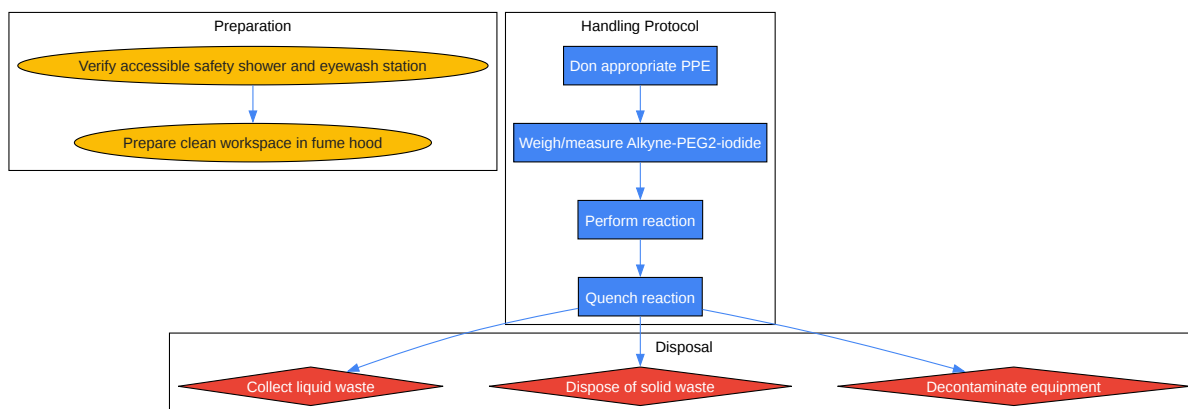 Preparation
Verify accessible safety shower and eyewash station
Prepare clean workspace in fume hood
Handling Protocol
Don appropriate PPE
Weigh/measure Alkyne-PEG2-iodide
Perform reaction
Quench reaction
Disposal
Collect liquid waste
Dispose of solid waste
Decontaminate equipment